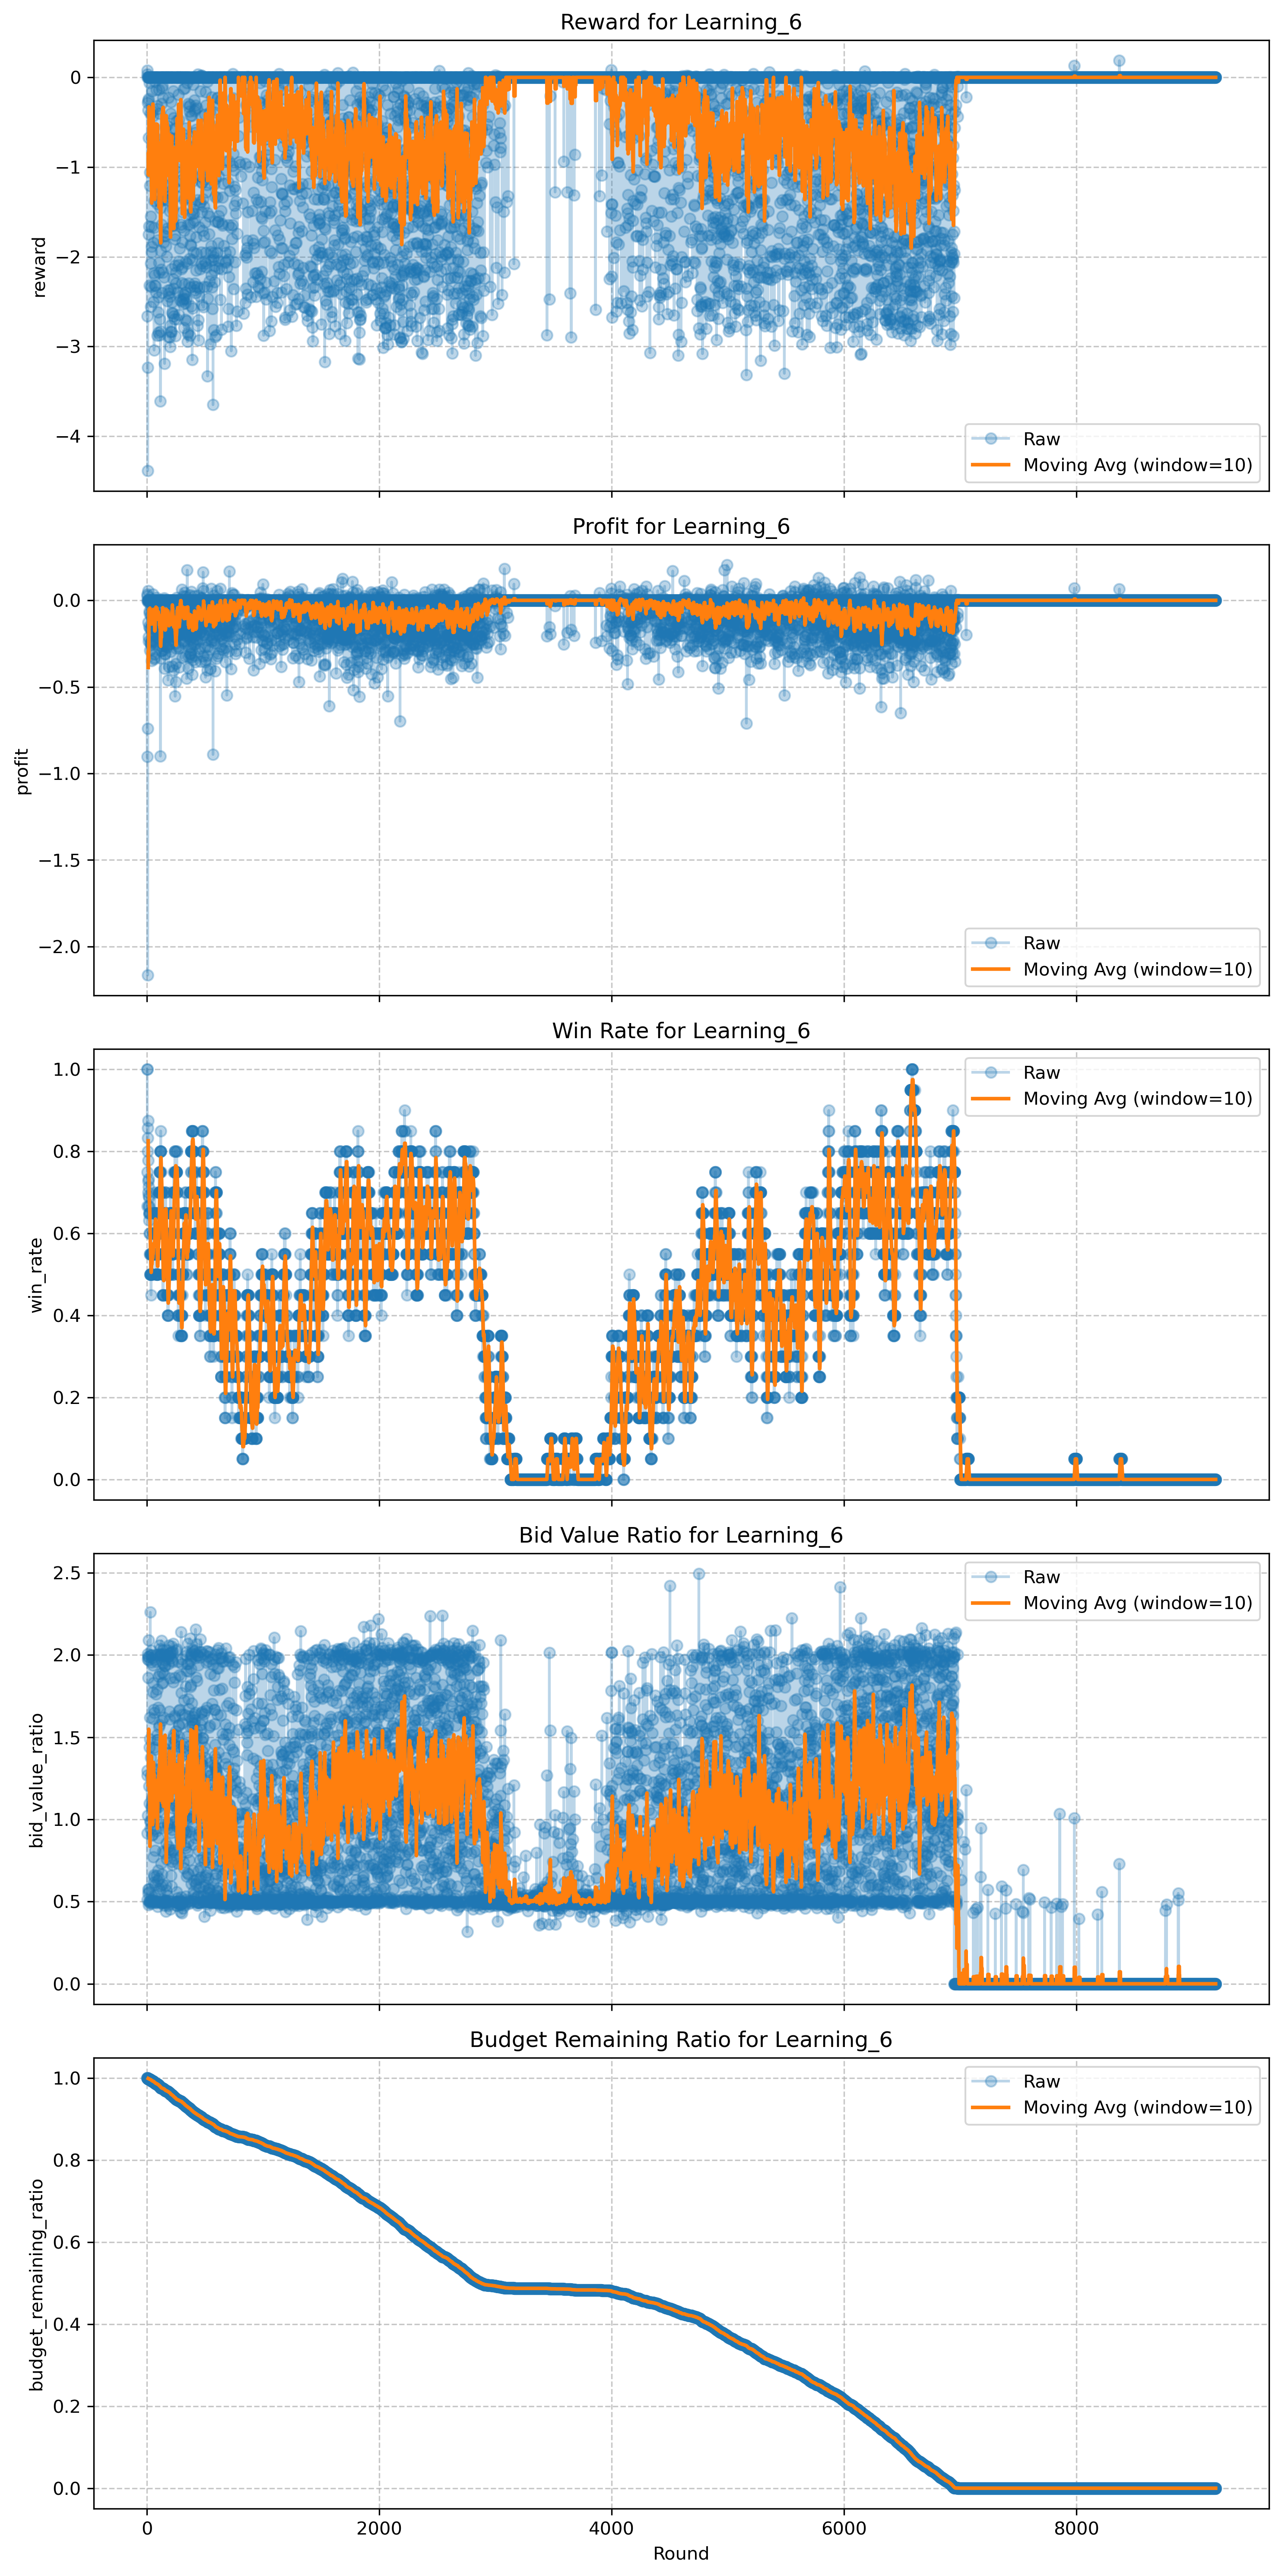 Reward for Learning_6
0
−1
−2
−3
−4
reward
Raw
Moving Avg (window=10)
Profit for Learning_6
0.0
−0.5
−1.0
−1.5
−2.0
profit
Raw
Moving Avg (window=10)
Win Rate for Learning_6
1.0
0.8
0.6
0.4
0.2
0.0
win_rate
Raw
Moving Avg (window=10)
Bid Value Ratio for Learning_6
2.5
2.0
1.5
1.0
0.5
0.0
bid_value_ratio
Raw
Moving Avg (window=10)
Budget Remaining Ratio for Learning_6
1.0
0.8
0.6
0.4
0.2
0.0
budget_remaining_ratio
Raw
Moving Avg (window=10)
0 2000 4000 6000 8000
Round